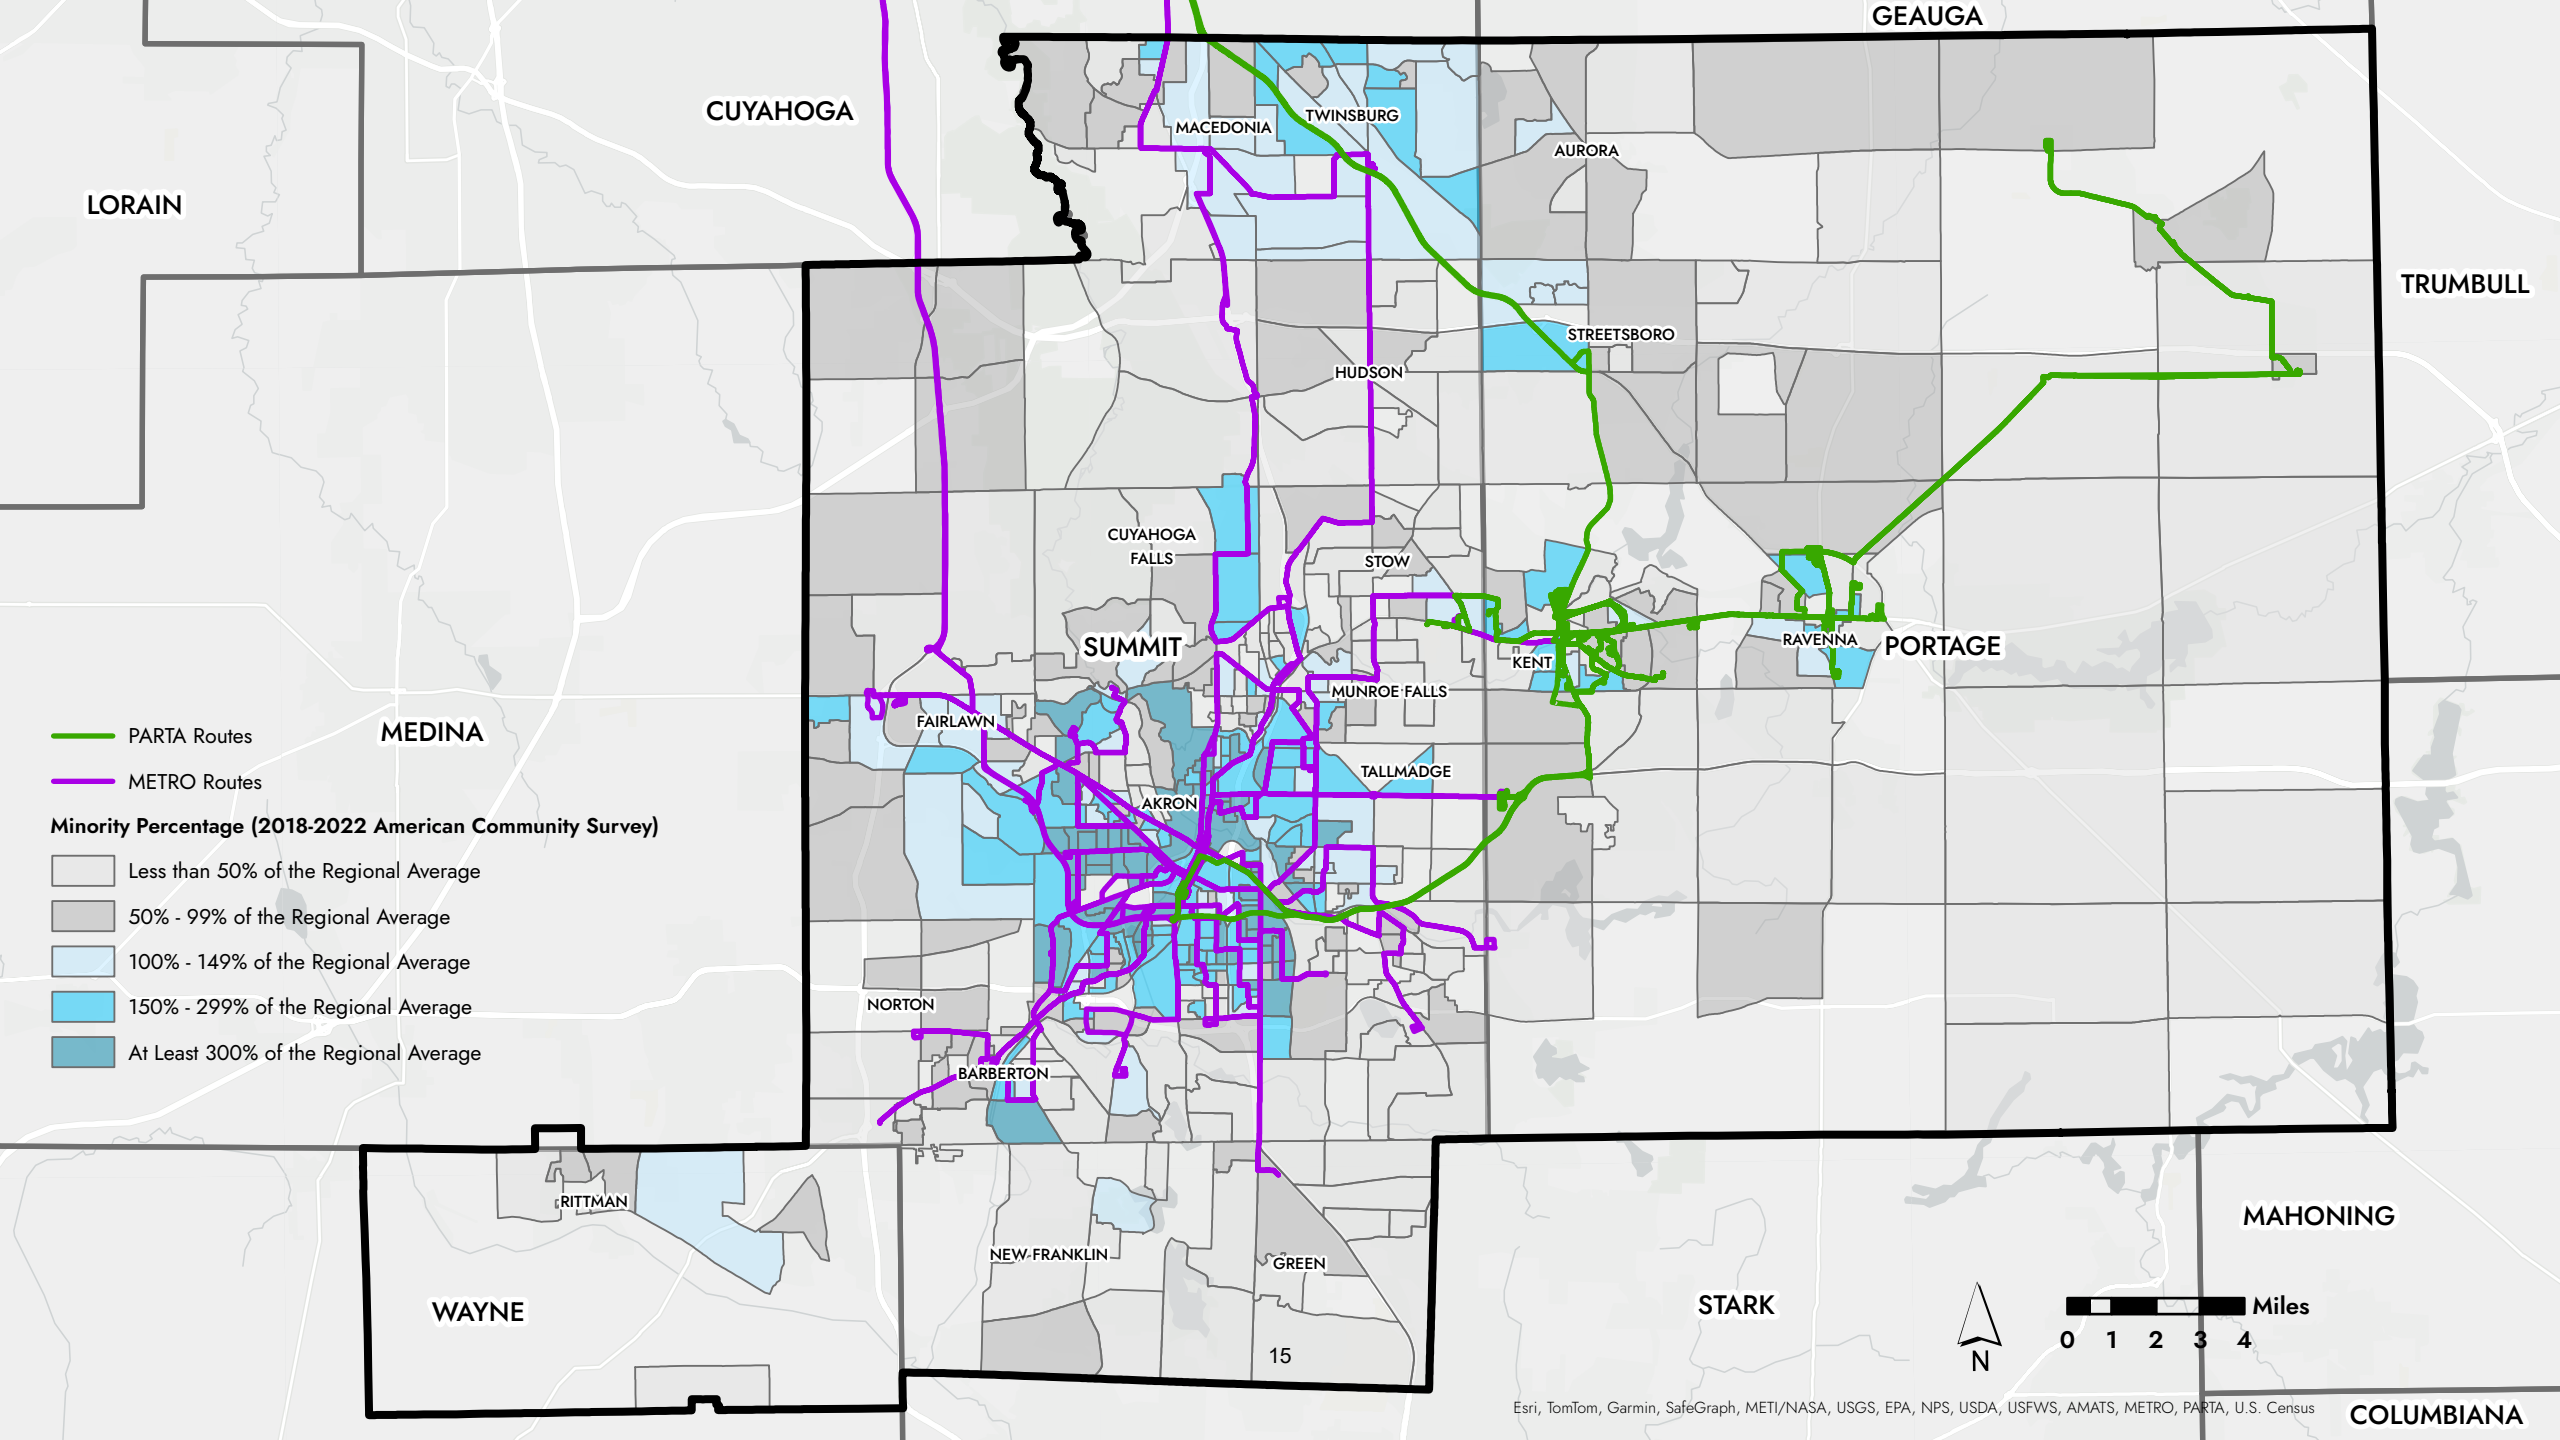 GEAUGA
CUYAHOGA
TWINSBURG
MACEDONIA
AURORA
LORAIN
TRUMBULL
STREETSBORO
HUDSON
CUYAHOGA
FALLS
STOW
SUMMIT
RAVENNA
PORTAGE
KENT
MUNROE FALLS
FAIRLAWN
MEDINA
TALLMADGE
AKRON
PARTA Routes
METRO Routes
Minority Percentage (2018-2022 American Community Survey)
Less than 50% of the Regional Average
50% - 99% of the Regional Average
100% - 149% of the Regional Average
150% - 299% of the Regional Average
At Least 300% of the Regional Average
NORTON
BARBERTON
RITTMAN
MAHONING
NEW FRANKLIN
GREEN
WAYNE
STARK
Miles
0 1 2 3 4
N
15
Esri, TomTom, Garmin, SafeGraph, METI/NASA, USGS, EPA, NPS, USDA, USFWS, AMATS, METRO, PARTA, U.S. Census
COLUMBIANA